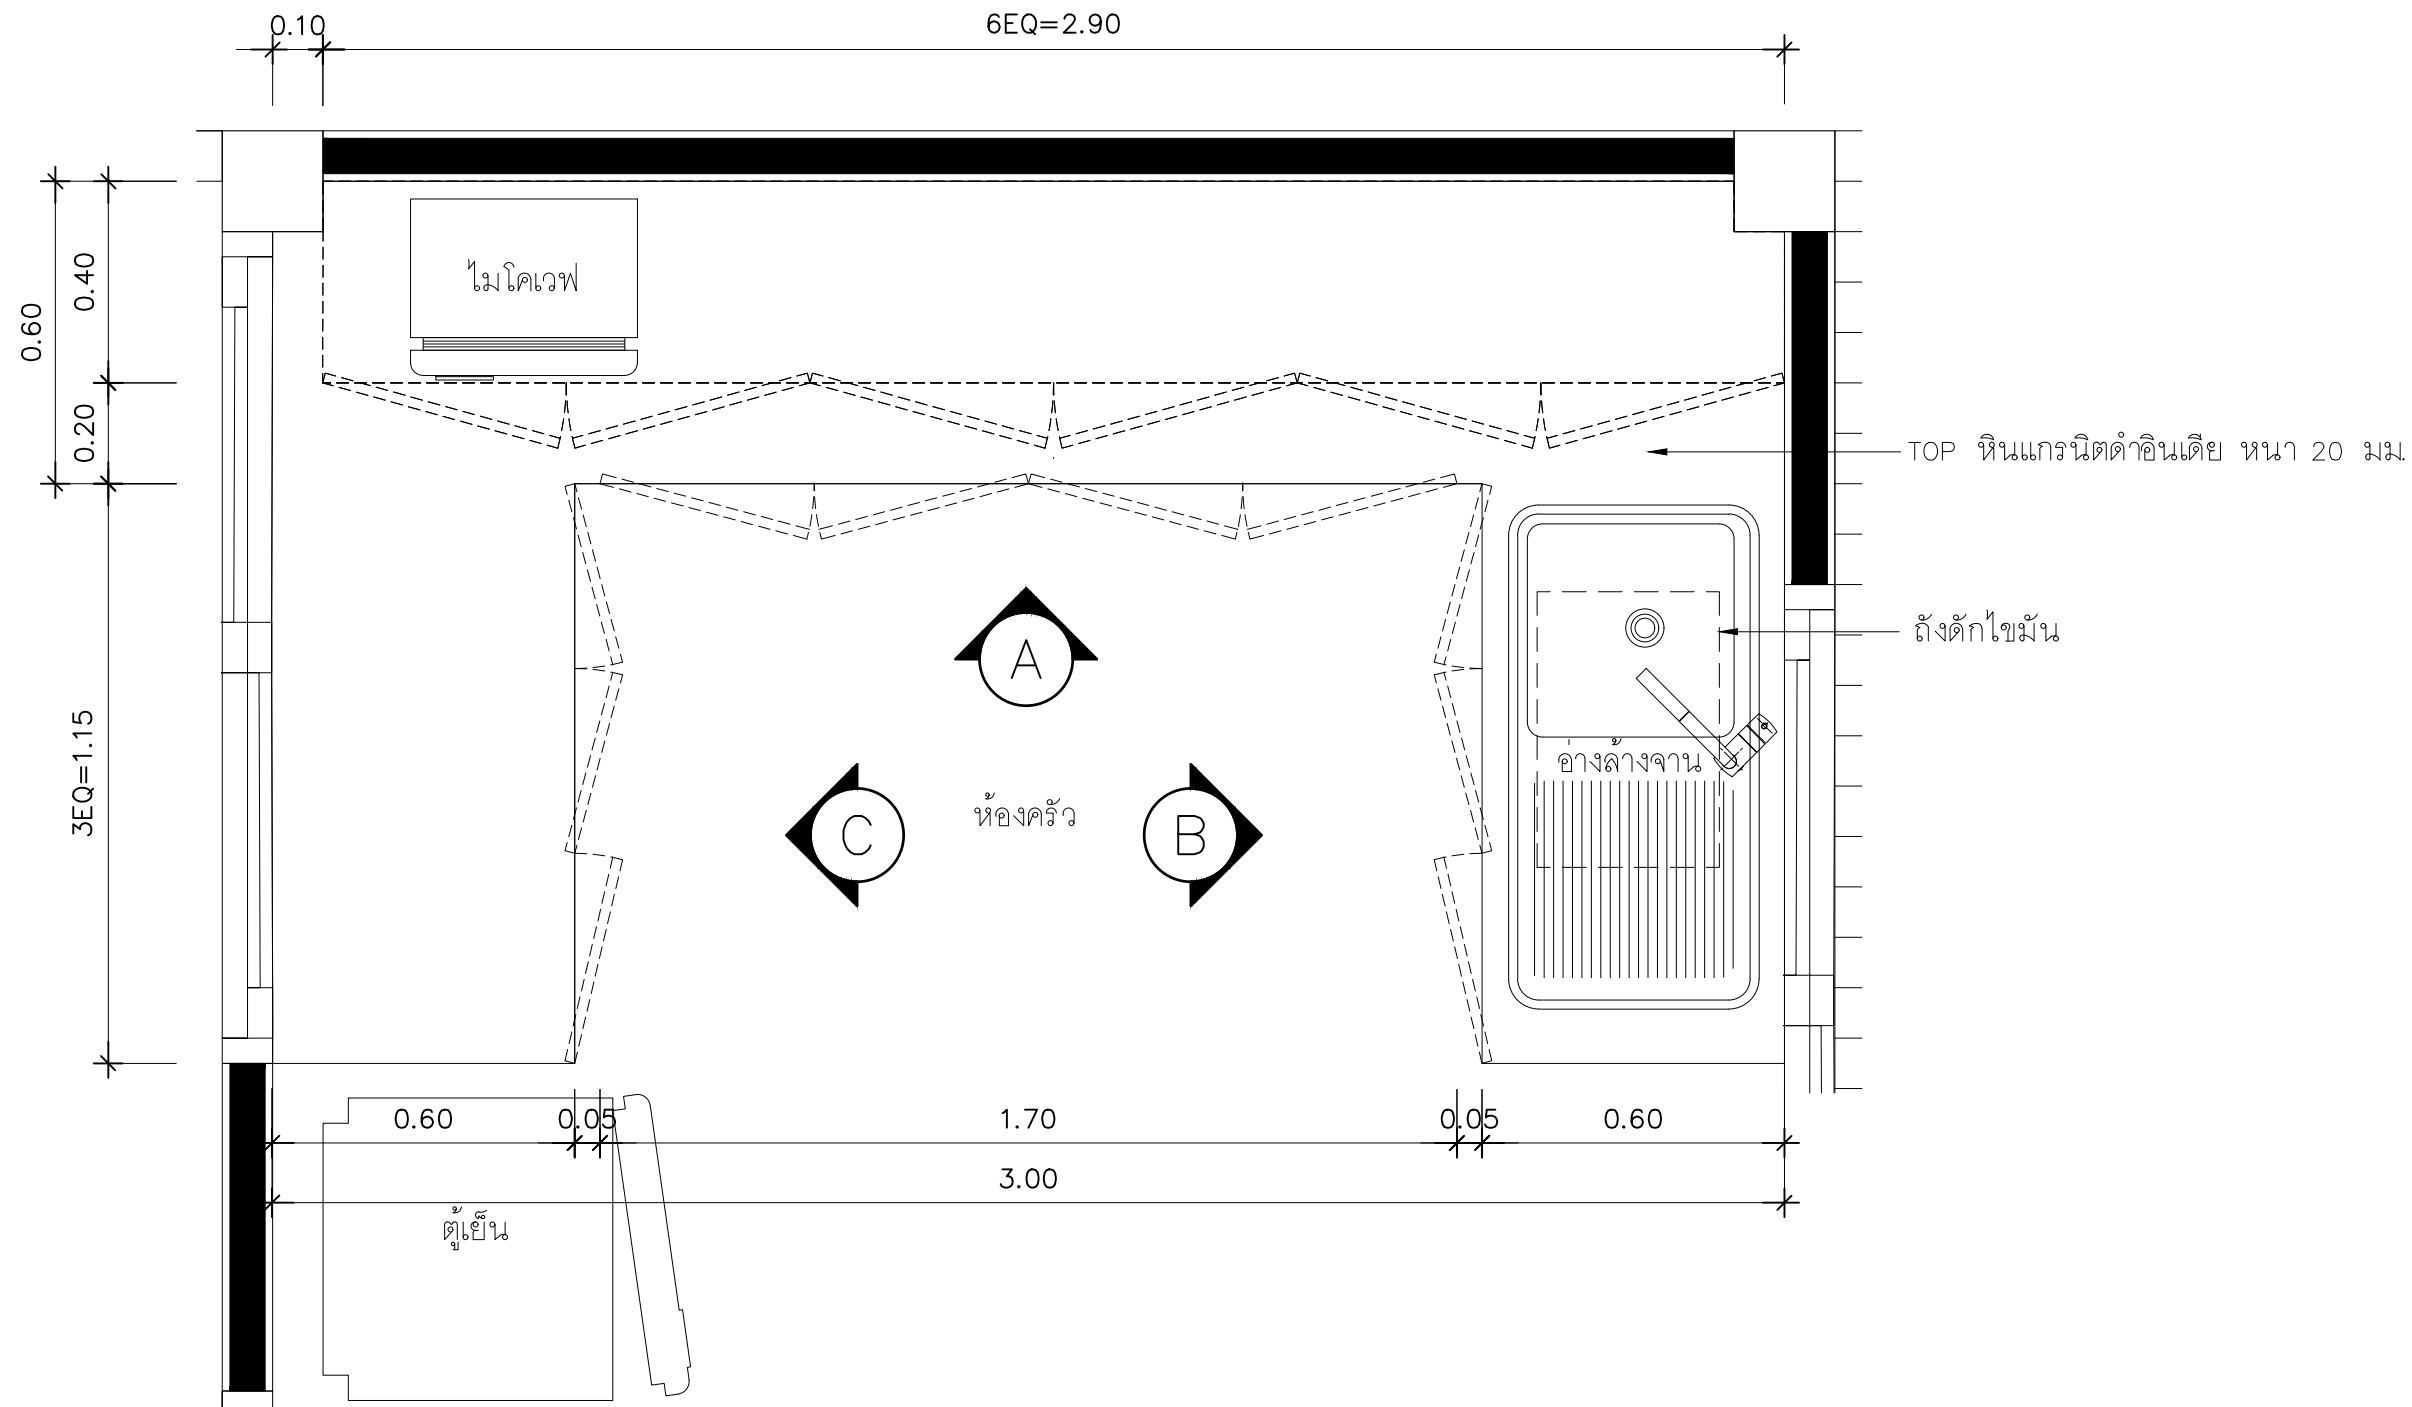 0.10
6EQ=2.90
0.60
0.40
0.20
3EQ=1.15
ไมโคเวฟ
TOP หินแกรนิตดำอินเดีย หนา 20 มม.
ถังดักไขมัน
A
อ่างล้างจาน
C
ห้องครัว
B
0.60
0.05
1.70
0.05
0.60
3.00
ตู้เย็น